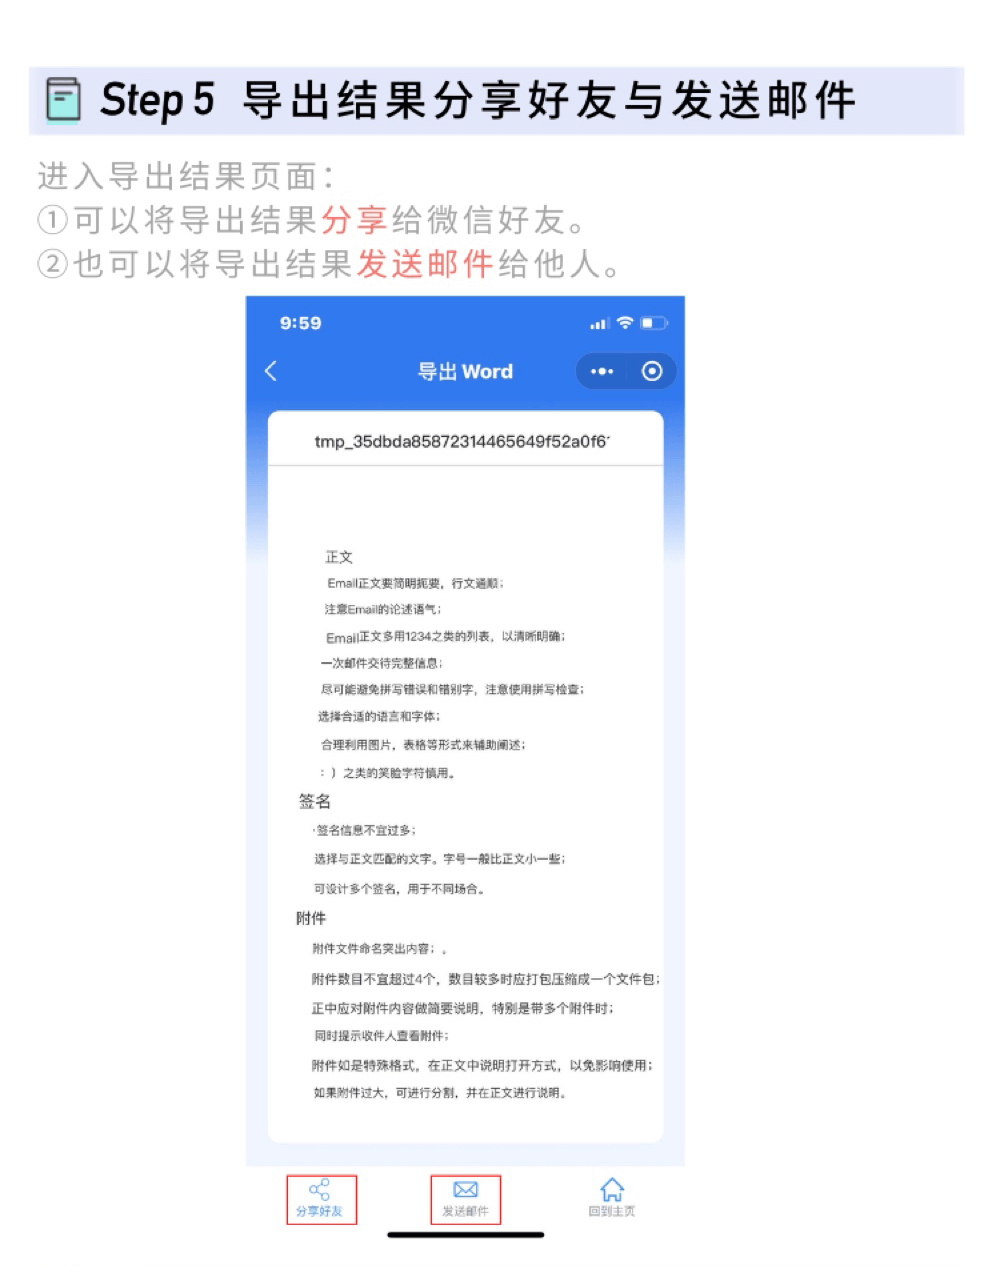 Step 5 导出结果分享好友与发送邮件
进入导出结果页面：
①可以将导出结果分享给微信好友。
②也可以将导出结果发送邮件给他人。
9:59
导出 Word
tmp_35dbda85872314465649f52a0f6
正文
Email正文要简明扼要，行文通顺；
注意Email的论述语气；
Email正文多用1234之类的列表，以清晰明确；
一次邮件交待完整信息；
尽可能避免拼写错误和错别字，注意使用拼写检查；
选择合适的语言和字体；
合理利用图片，表格等形式来辅助阐述；
：）之类的笑脸字符慎用。
签名
·签名信息不宜过多；
选择与正文匹配的文字。字号一般比正文小一些；
可设计多个签名，用于不同场合。
附件
附件文件命名突出内容；。
附件数目不宜超过4个，数目较多时应打包压缩成一个文件包；
正中应对附件内容做简要说明，特别是带多个附件时；
同时提示收件人查看附件；
附件如是特殊格式，在正文中说明打开方式，以免影响使用；
如果附件过大，可进行分割，并在正文进行说明。
分享好友 发送邮件 回到主页